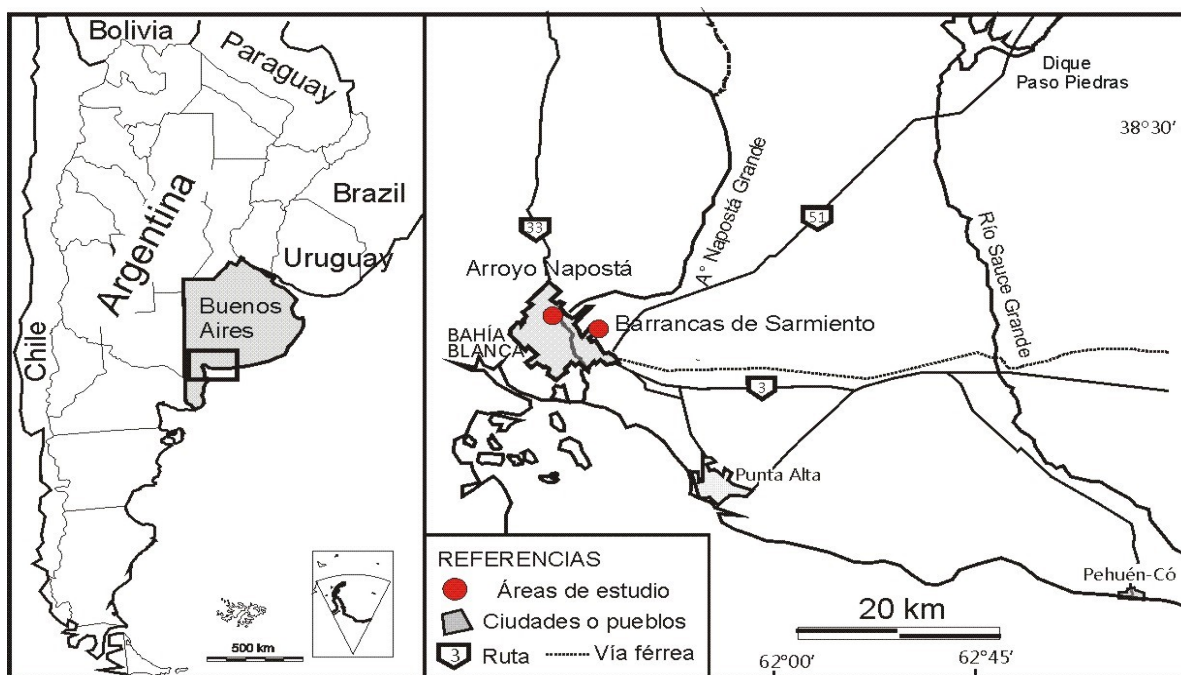 Bolivia
Paraguay
Argentina
Brazil
Uruguay
Chile
Buenos
Aires
500 km
Dique
Paso Piedras
38°30'
A° Napostá Grande
33
51
Río Sauce Grande
Arroyo Napostá
Barrancas de Sarmiento
BAHÍA
BLANCA
3
Punta Alta
Pehuén-Có
REFERENCIAS
Áreas de estudio
Ciudades o pueblos
3 Ruta Vía férrea
20 km
62°00' 62°45'